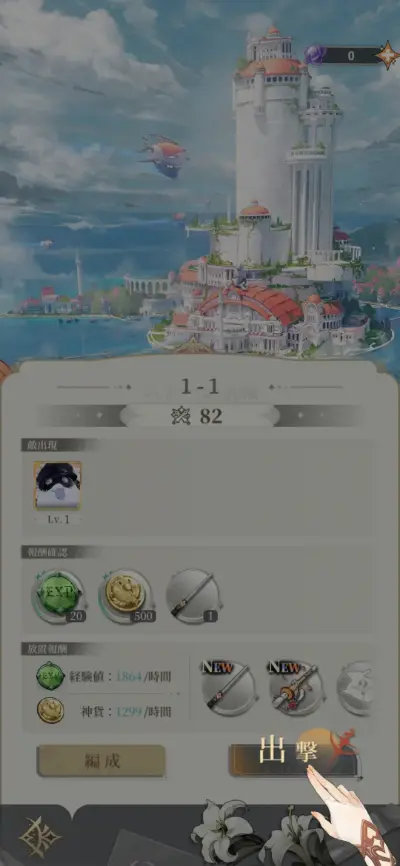 0
1-1
82
敵出現
Lv.1
報酬確認
EXP
20
500
1
放置報酬
EXP
経験値：1864/時間
神貨：1299/時間
NEW
NEW
編成
出撃